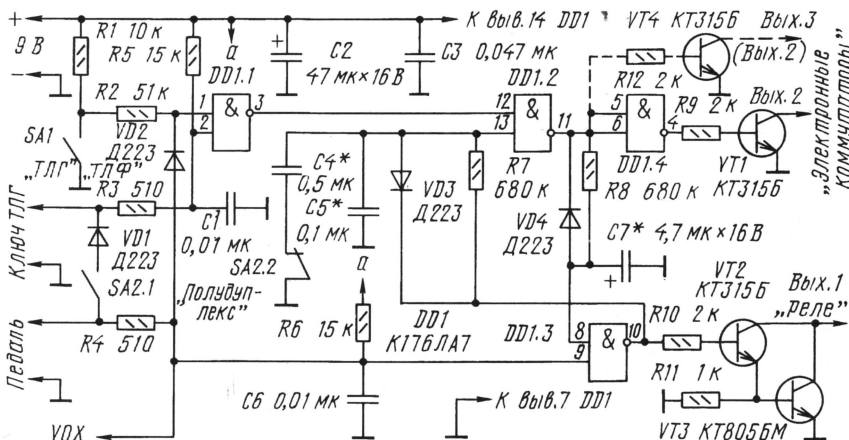 +
9 В
−
R1 10 к
R5 15 к
а
C2
47 мк×16 В
+
C3 0,047 мк
К выв.14 DD1
VT4 КТ315Б
Вых.3
(Вых.2)
R2 51 к
DD1.1
&
1
2
3
DD1.2
&
12
13
11
R12 2 к
R9 2 к
Вых.2
&
5
6
4
DD1.4
VT1
КТ315Б
„Электронные
коммутаторы"
SA1
„ТЛГ"
„ТЛФ"
VD2
Д223
R3 510
Ключ ТЛГ
VD1
Д223
SA2.1
C1
0,01 мк
C4*
0,5 мк
C5*
0,1 мк
SA2.2
„Полудуп-
лекс"
а
R6 15 к
VD3
Д223
R7
680 к
R8 680 к
VD4
Д223
C7* 4,7 мк×16 В
+
VT2
КТ315Б
Вых.1
„Реле"
DD1
К176ЛА7
DD1.3
&
8
9
10
R10 2 к
R11 1 к
Педаль
R4 510
C6 0,01 мк
К выв.7 DD1
VT3 КТ805БМ
VOX